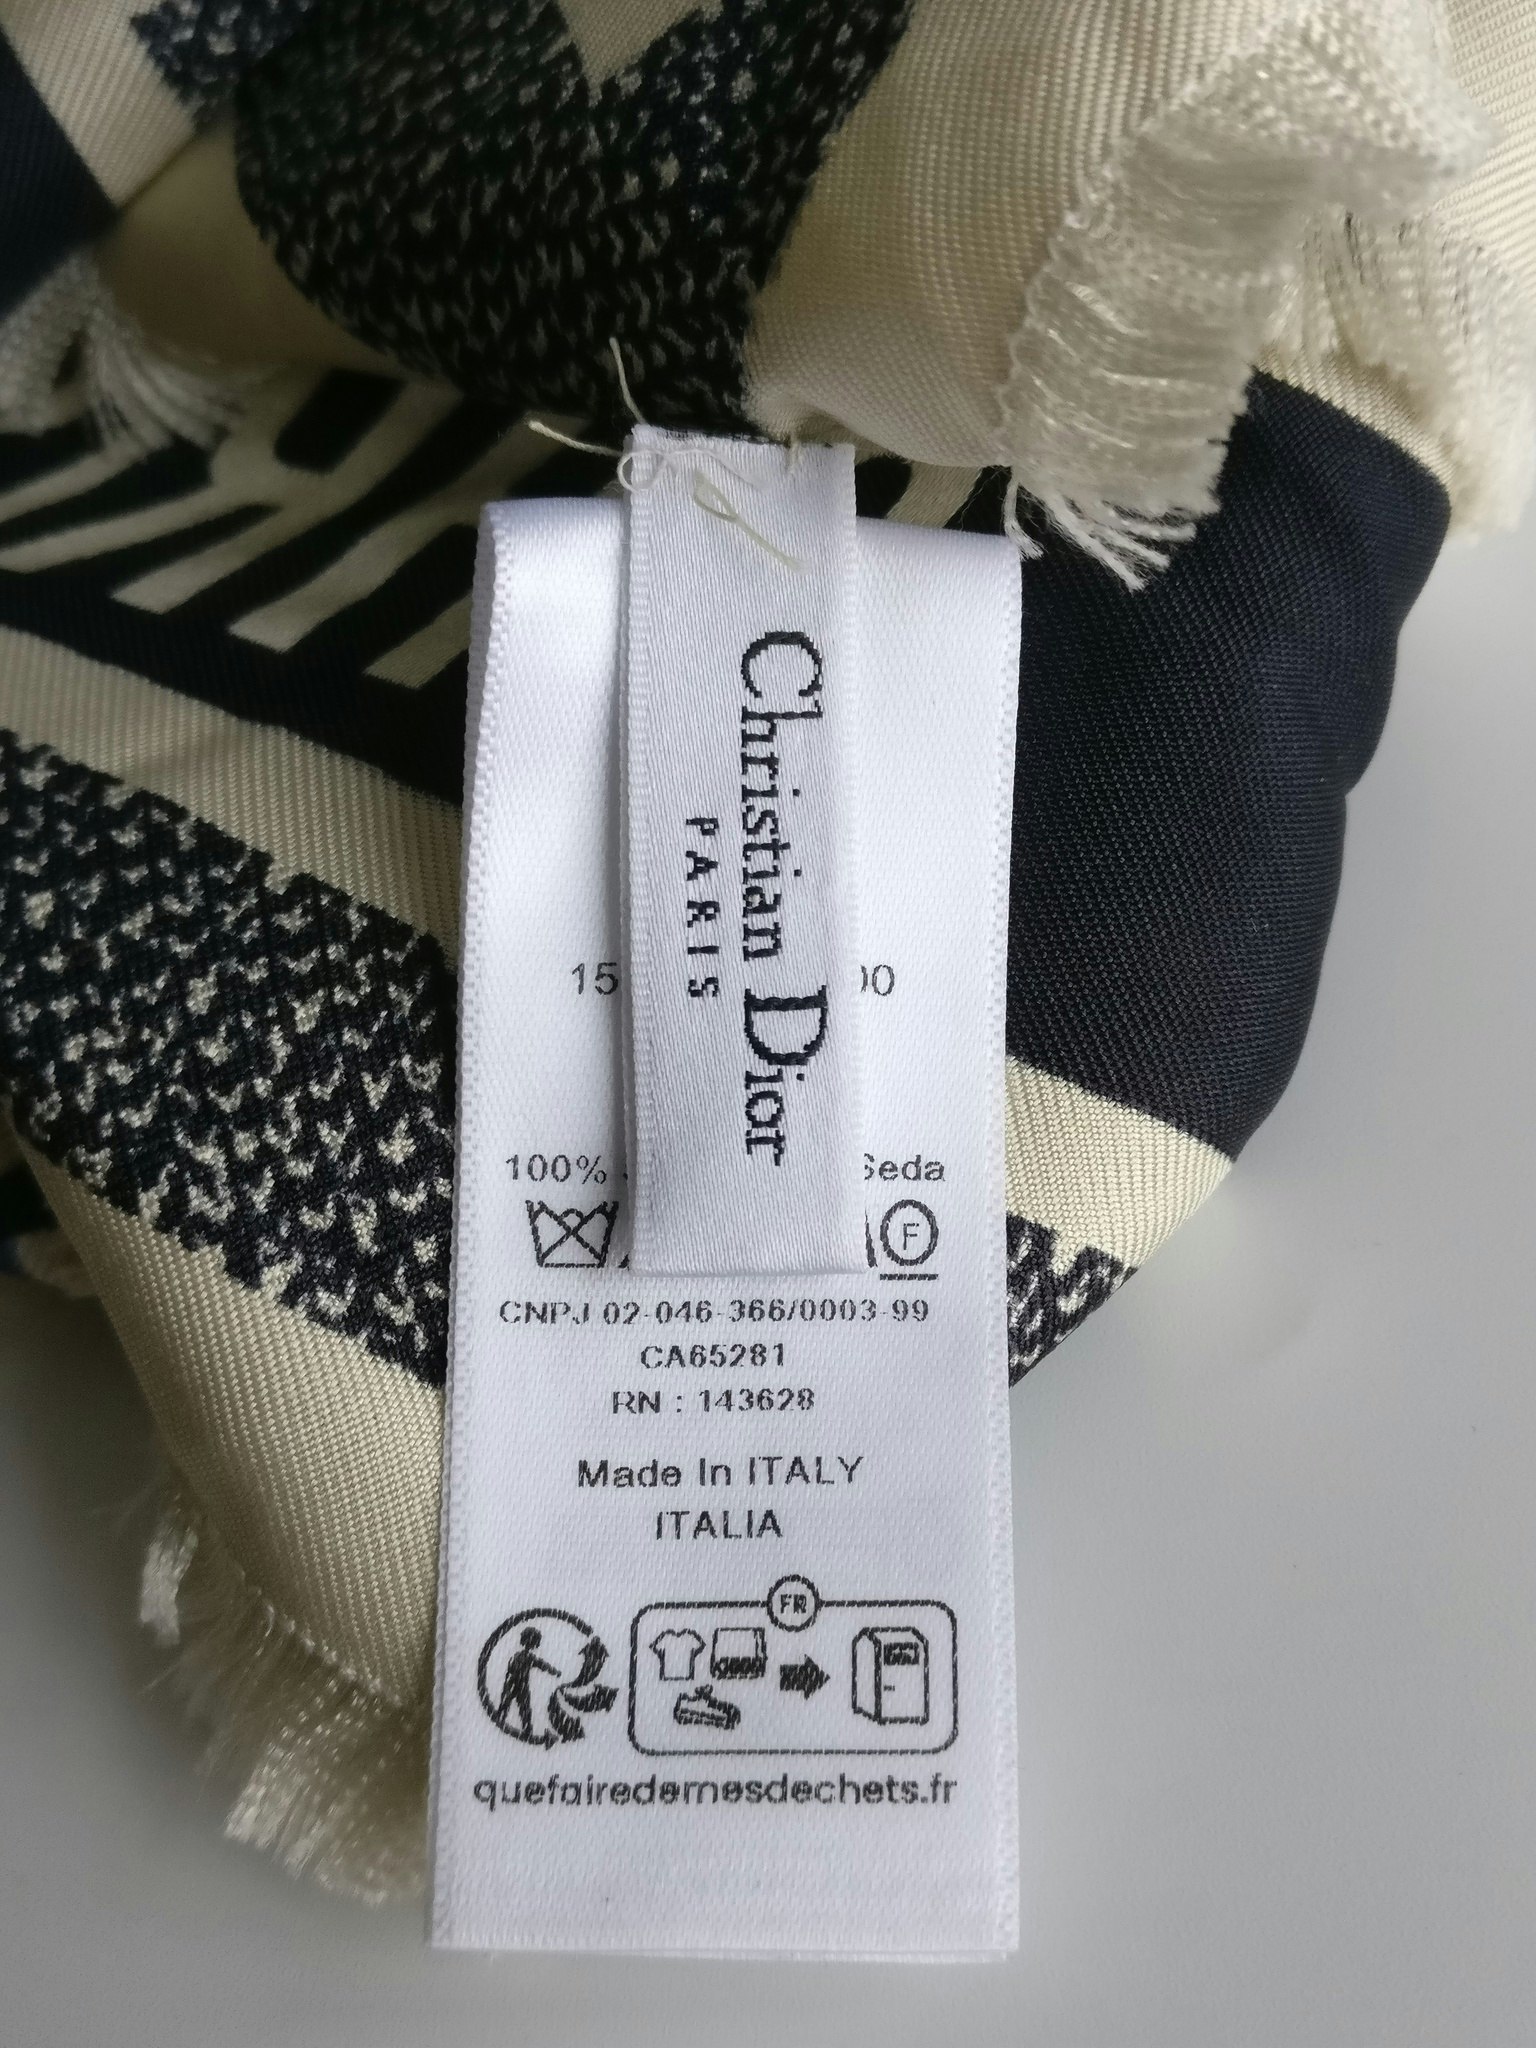 Christian Dior
PARIS
15
00
100%
Seda
F
CNPJ 02-046-366/0003-99
CA65281
RN : 143628
Made In ITALY
ITALIA
FR
quefairedemesdechets.fr